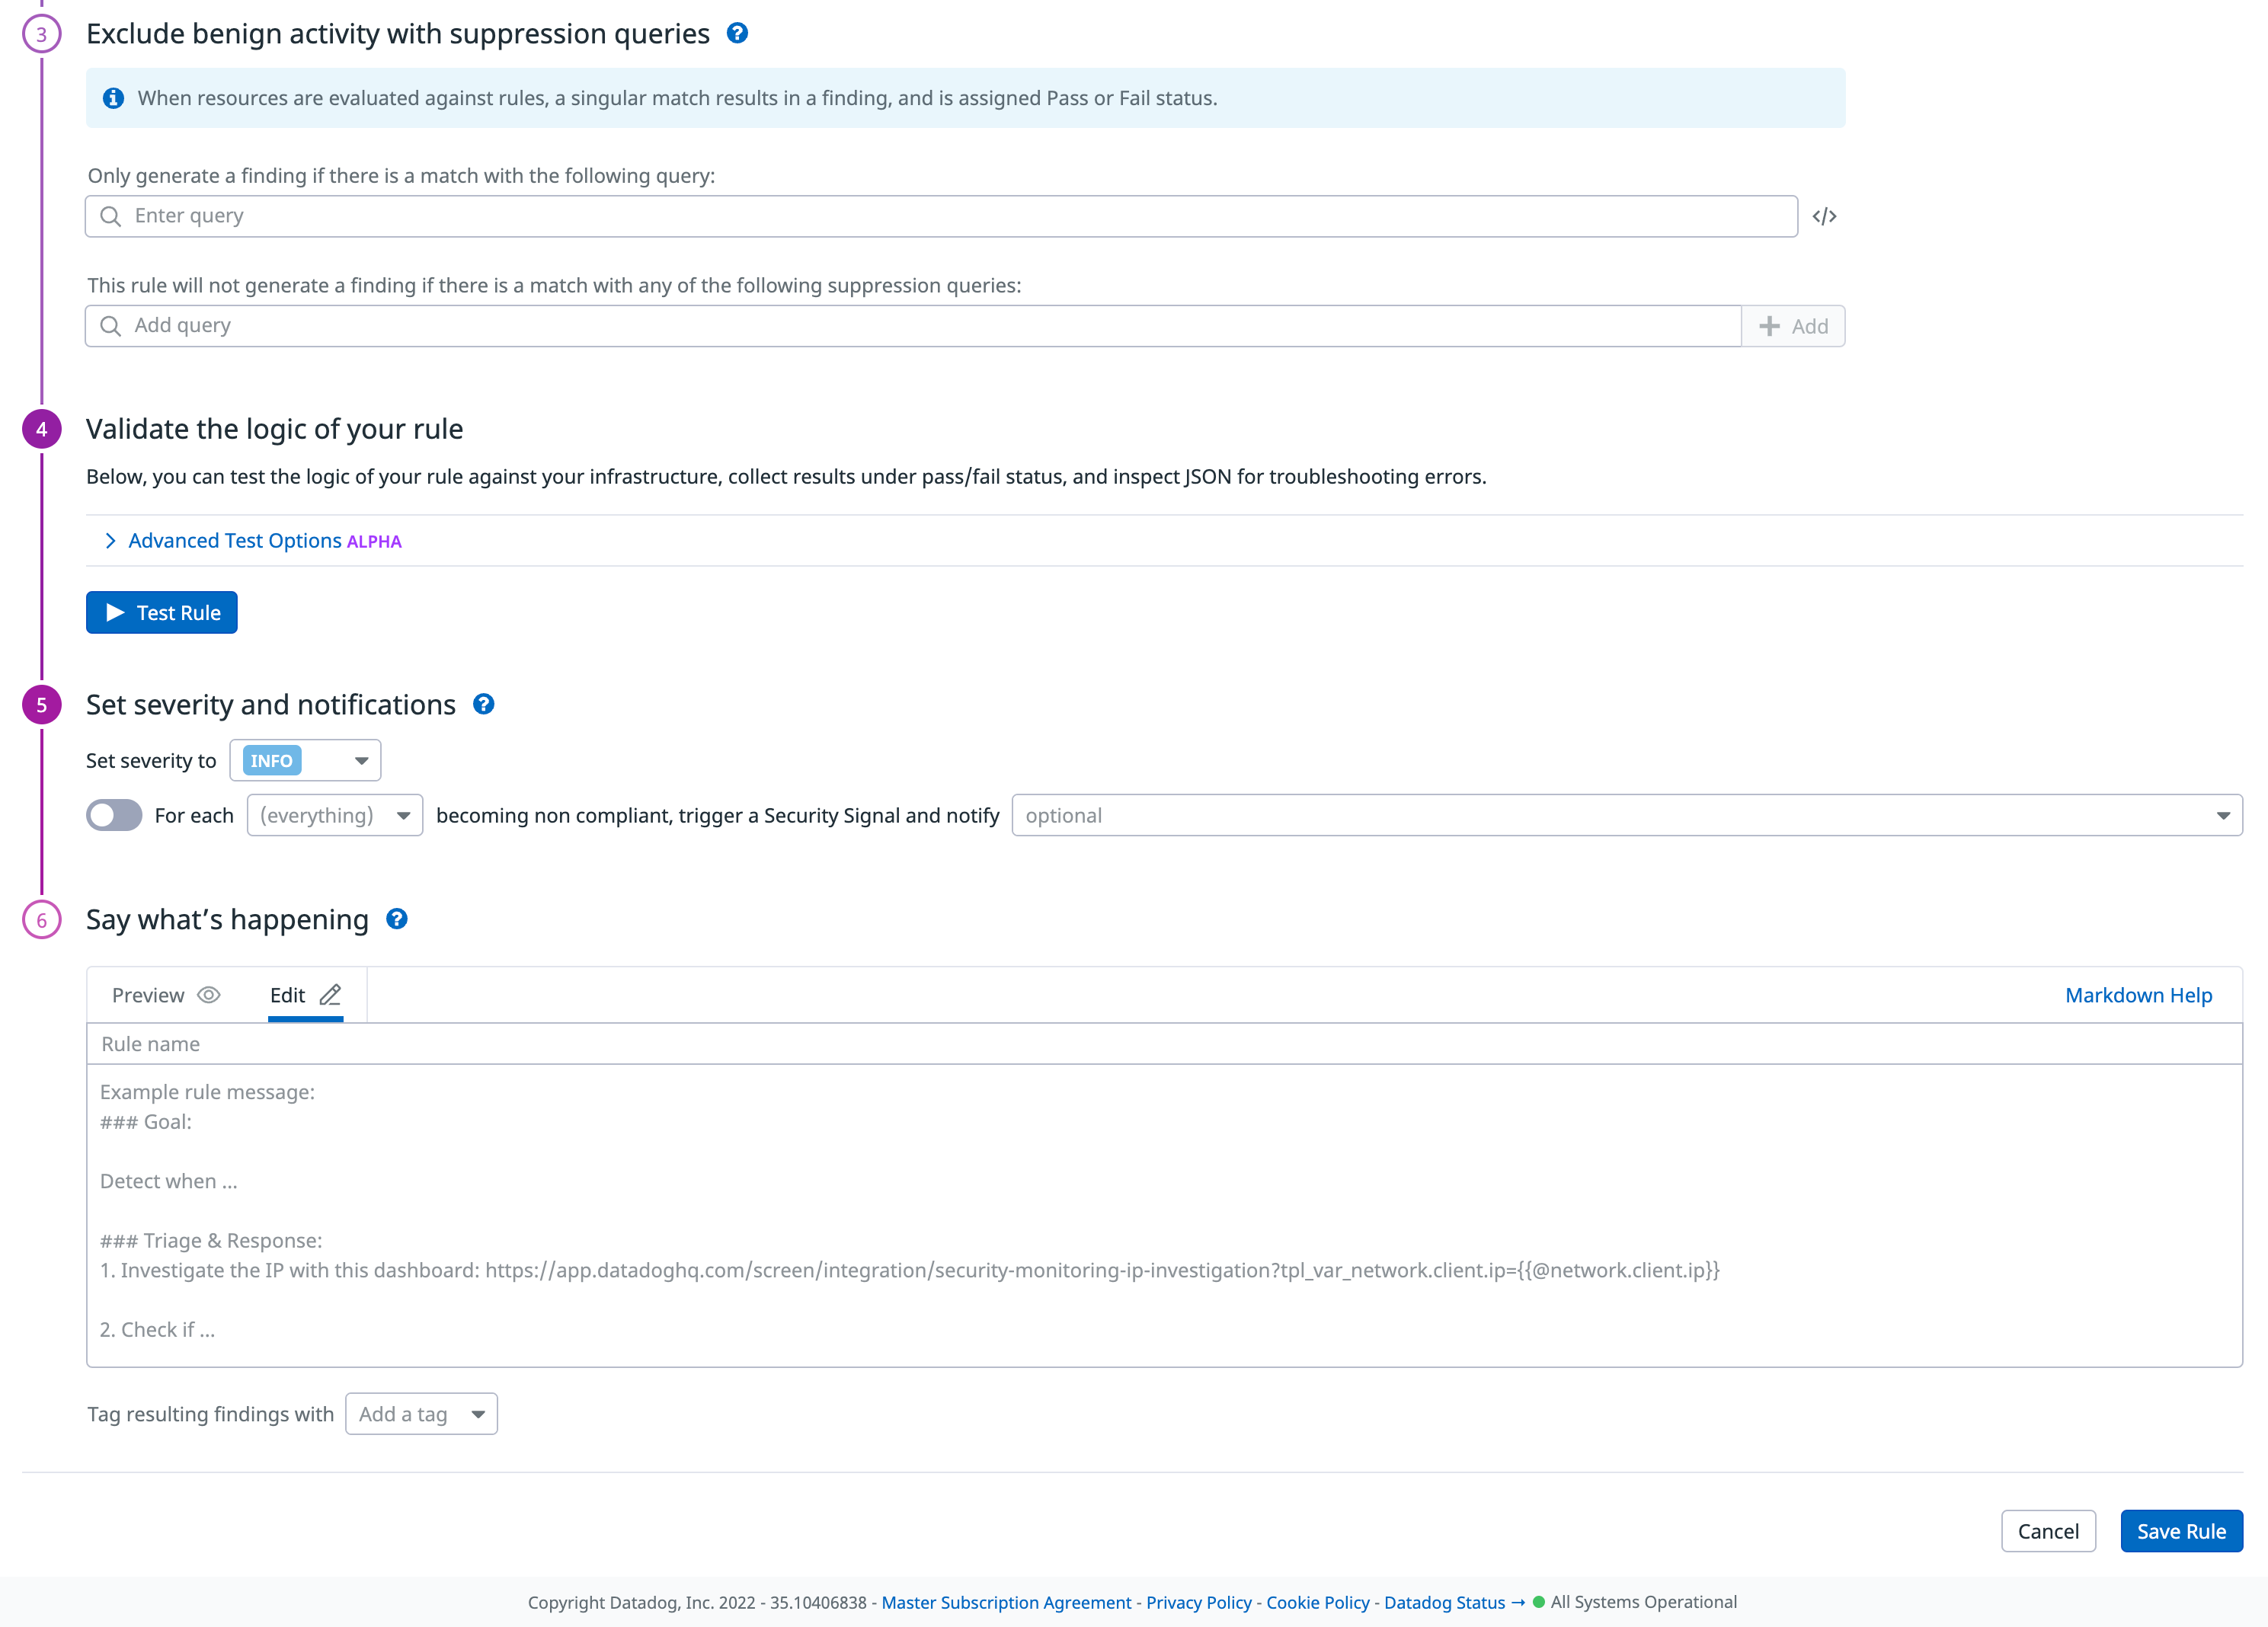 3
Exclude benign activity with suppression queries
When resources are evaluated against rules, a singular match results in a finding, and is assigned Pass or Fail status.
Only generate a finding if there is a match with the following query:
Enter query
</>
This rule will not generate a finding if there is a match with any of the following suppression queries:
Add query
+ Add
4
Validate the logic of your rule
Below, you can test the logic of your rule against your infrastructure, collect results under pass/fail status, and inspect JSON for troubleshooting errors.
Advanced Test Options ALPHA
Test Rule
5
Set severity and notifications
Set severity to INFO
For each (everything) becoming non compliant, trigger a Security Signal and notify optional
6
Say what’s happening
Preview Edit Markdown Help
Rule name
Example rule message:
### Goal:
Detect when ...
### Triage & Response:
1. Investigate the IP with this dashboard: https://app.datadoghq.com/screen/integration/security-monitoring-ip-investigation?tpl_var_network.client.ip={{@network.client.ip}}
2. Check if ...
Tag resulting findings with Add a tag
Cancel Save Rule
Copyright Datadog, Inc. 2022 - 35.10406838 - Master Subscription Agreement - Privacy Policy - Cookie Policy - Datadog Status → All Systems Operational